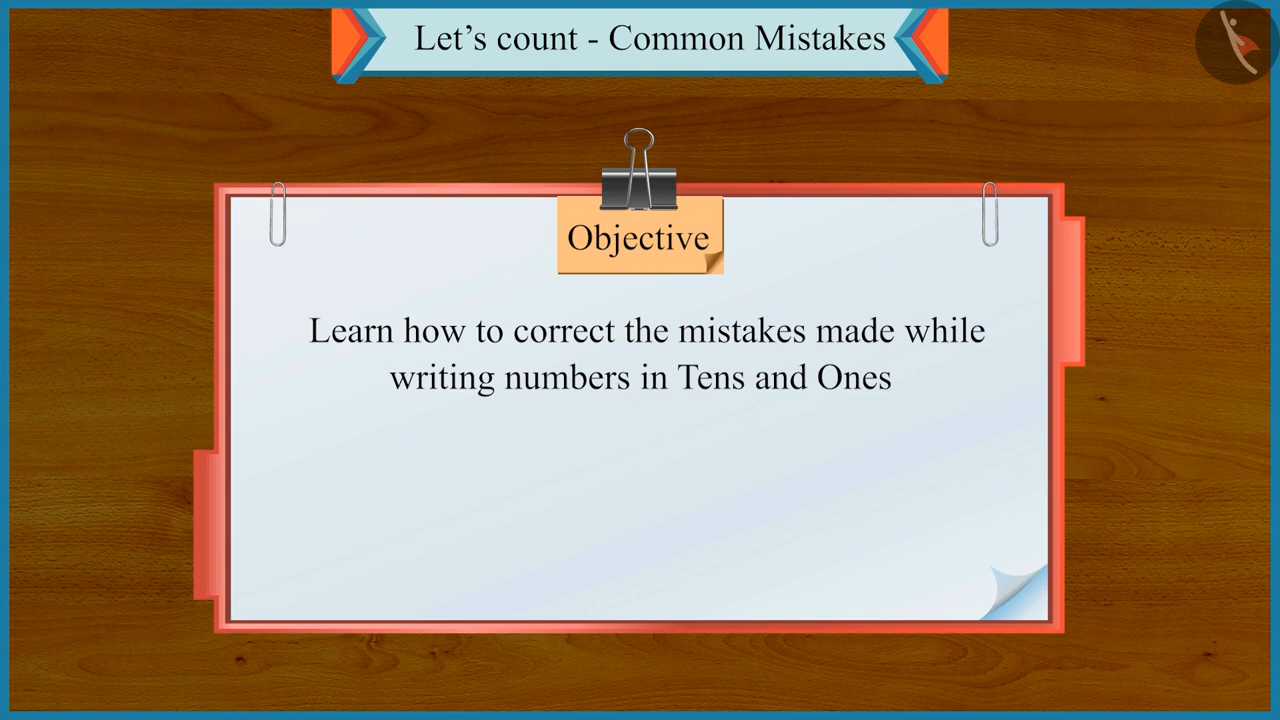 Let’s count - Common Mistakes
Objective
Learn how to correct the mistakes made while
writing numbers in Tens and Ones